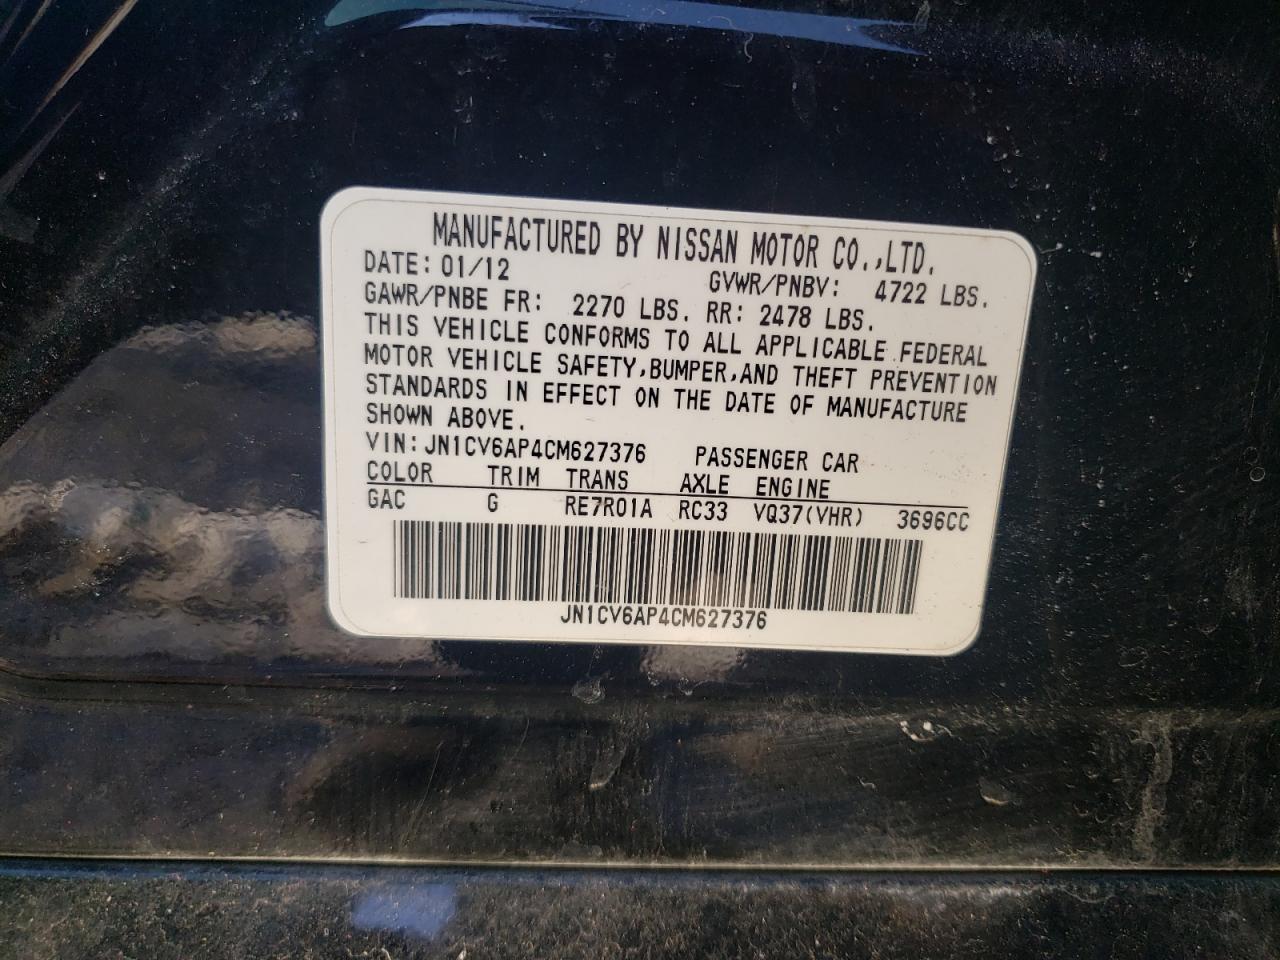 MANUFACTURED BY NISSAN MOTOR CO.,LTD.
DATE: 01/12 GVWR/PNBV: 4722 LBS.
GAWR/PNBE FR: 2270 LBS. RR: 2478 LBS.
THIS VEHICLE CONFORMS TO ALL APPLICABLE FEDERAL
MOTOR VEHICLE SAFETY,BUMPER,AND THEFT PREVENTION
STANDARDS IN EFFECT ON THE DATE OF MANUFACTURE
SHOWN ABOVE.
VIN:JN1CV6AP4CM627376 PASSENGER CAR
COLOR TRIM TRANS AXLE ENGINE
GAC G RE7R01A RC33 VQ37(VHR) 3696CC
JN1CV6AP4CM627376